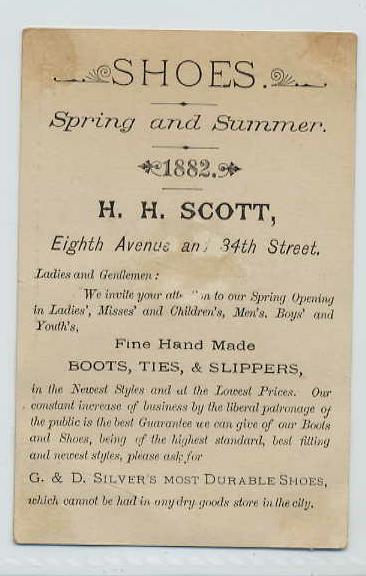 SHOES.
Spring and Summer.
1882.
H. H. SCOTT,
Eighth Avenue an 34th Street.
Ladies and Gentlemen:
We invite your to our Spring Opening
in Ladies', Misses' and Children's, Men's, Boys' and
Youth's,
Fine Hand Made
BOOTS, TIES, & SLIPPERS,
in the Newest Styles and at the Lowest Prices. Our
constant increase of business by the liberal patronage of
the public is the best Guarantee we can give of our Boots
and Shoes, being of the highest standard, best fitting
and newest styles, please ask for
G. & D. SILVER'S MOST DURABLE SHOES,
which cannot be had in any dry goods store in the city.